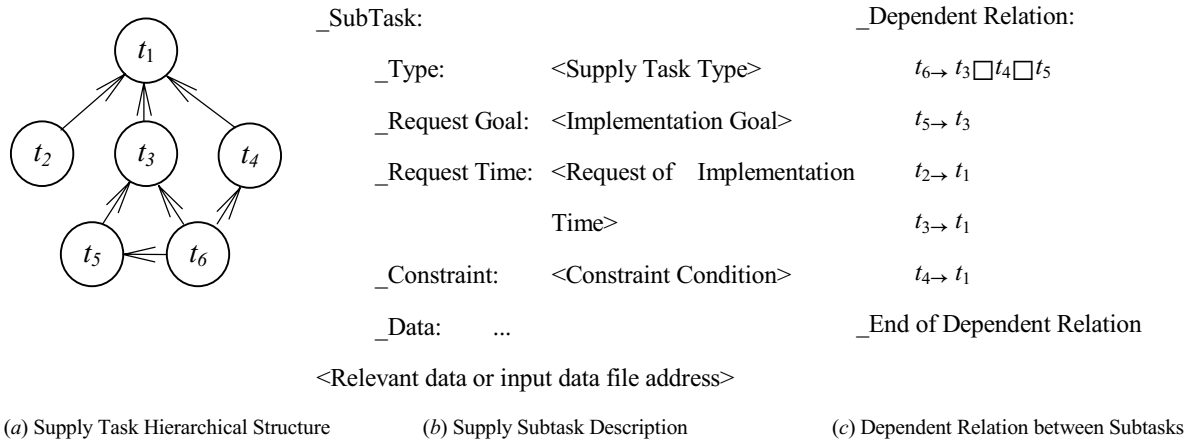 t1
t2
t3
t4
t5
t6
_SubTask:
_Type: <Supply Task Type>
_Request Goal: <Implementation Goal>
_Request Time: <Request of Implementation
Time>
_Constraint: <Constraint Condition>
_Data: ...
<Relevant data or input data file address>
_Dependent Relation:
t6→ t3□t4□t5
t5→ t3
t2→ t1
t3→ t1
t4→ t1
_End of Dependent Relation
(a) Supply Task Hierarchical Structure
(b) Supply Subtask Description
(c) Dependent Relation between Subtasks